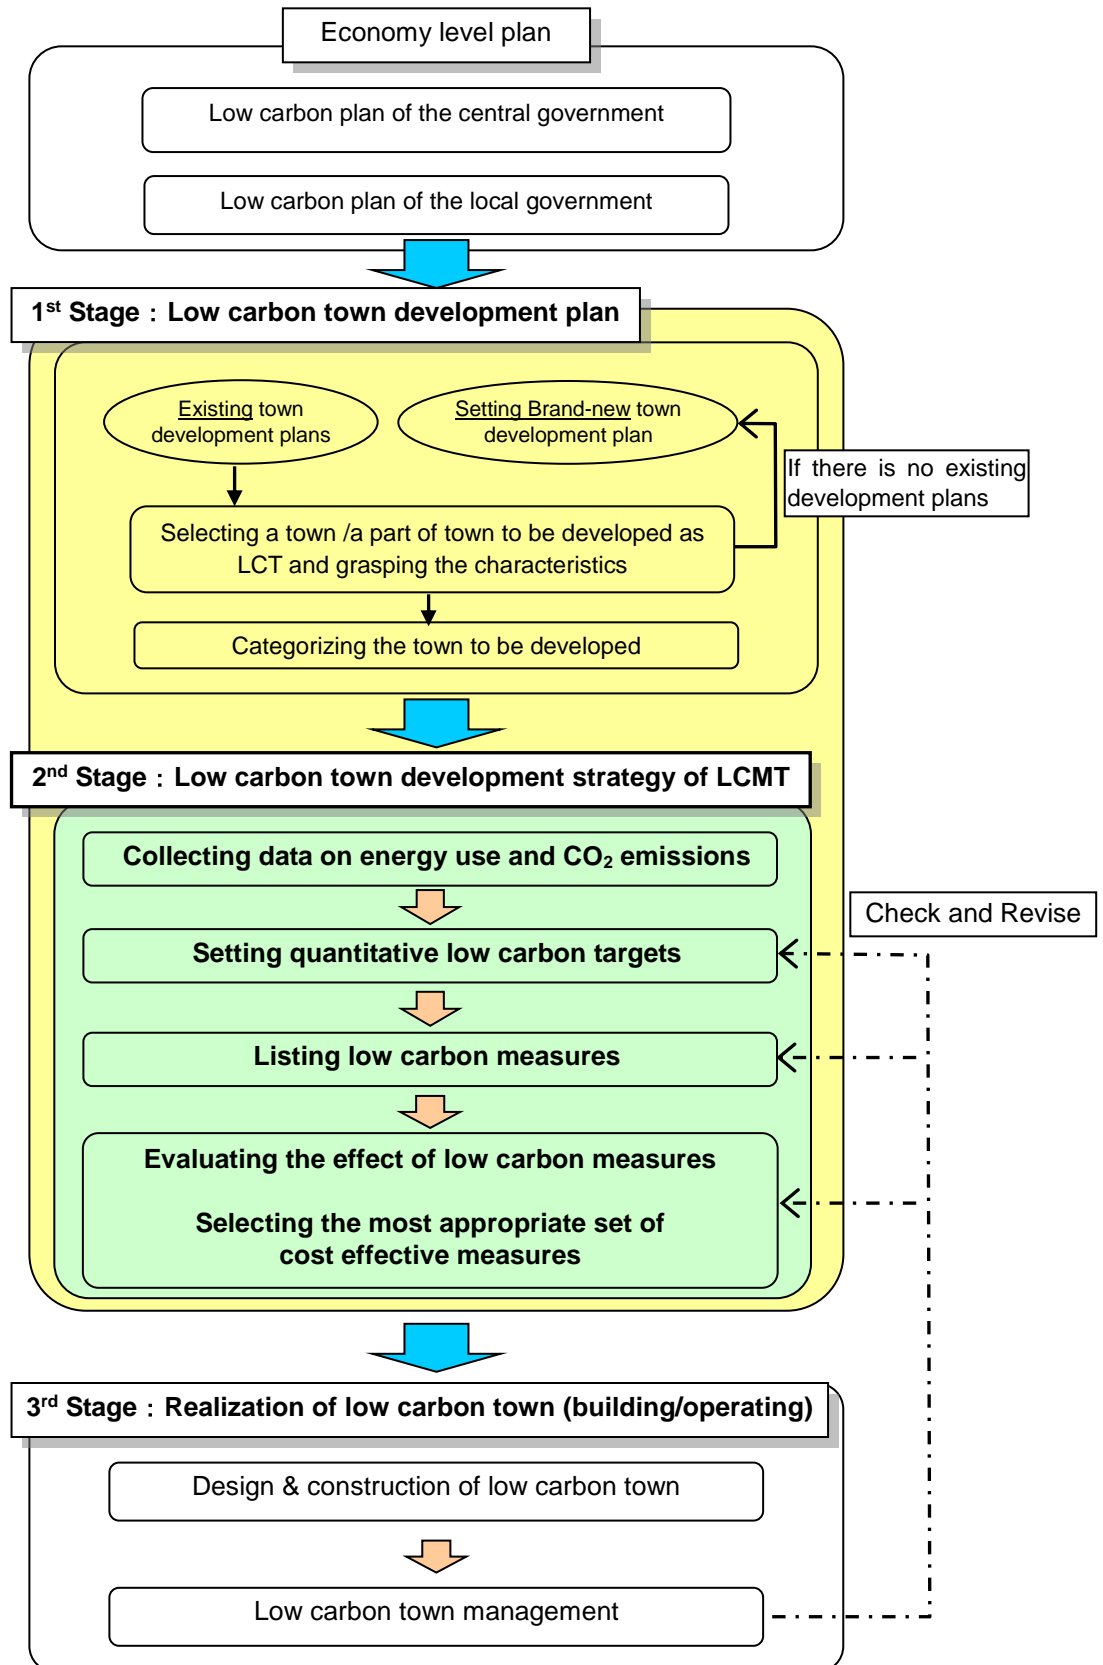 Economy level plan
Low carbon plan of the central government
Low carbon plan of the local government
1st Stage：Low carbon town development plan
Existing town
development plans
Setting Brand-new town
development plan
If there is no existing
development plans
Selecting a town /a part of town to be developed as
LCT and grasping the characteristics
Categorizing the town to be developed
2nd Stage：Low carbon town development strategy of LCMT
Collecting data on energy use and CO₂ emissions
Check and Revise
Setting quantitative low carbon targets
Listing low carbon measures
Evaluating the effect of low carbon measures
Selecting the most appropriate set of
cost effective measures
3rd Stage：Realization of low carbon town (building/operating)
Design & construction of low carbon town
Low carbon town management